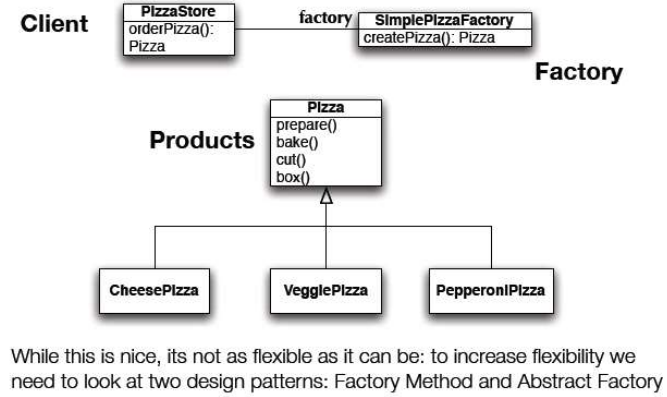 Client
PizzaStore
orderPizza():
Pizza
factory
SimplePizzaFactory
createPizza(): Pizza
Factory
Products
Pizza
prepare()
bake()
cut()
box()
CheesePizza
VeggiePizza
PepperoniPizza
While this is nice, its not as flexible as it can be: to increase flexibility we
need to look at two design patterns: Factory Method and Abstract Factory